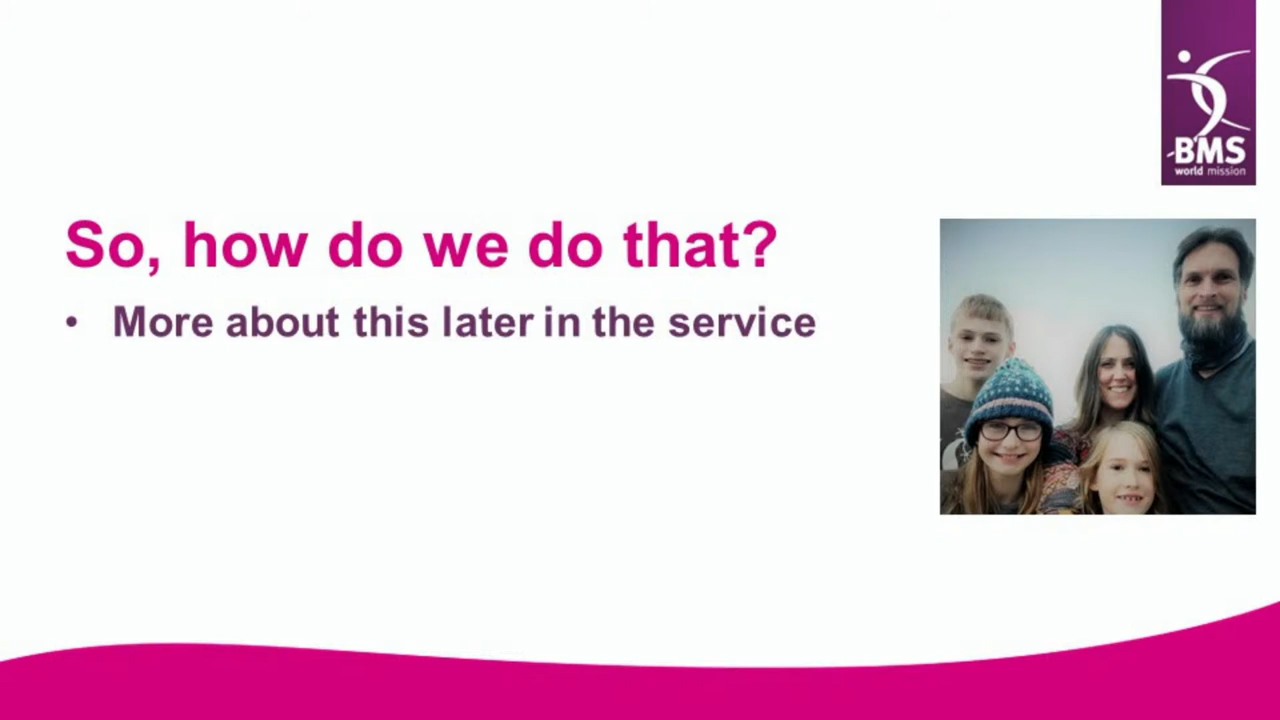 BMS
world mission
So, how do we do that?
• More about this later in the service